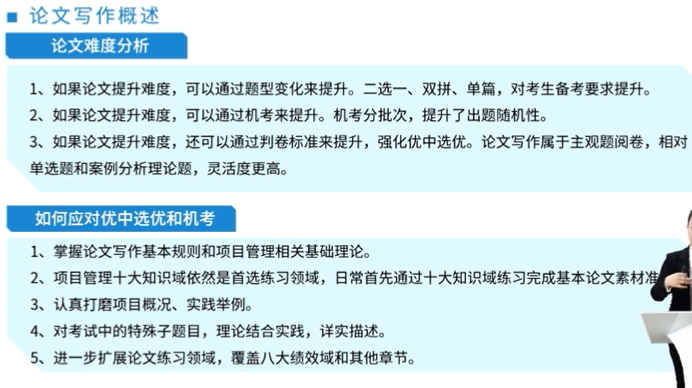 论文写作概述
论文难度分析
1、如果论文提升难度，可以通过题型变化来提升。二选一、双拼、单篇，对考生备考要求提升。
2、如果论文提升难度，可以通过机考来提升。机考分批次，提升了出题随机性。
3、如果论文提升难度，还可以通过判卷标准来提升，强化优中选优。论文写作属于主观题阅卷，相对
单选题和案例分析理论题，灵活度更高。
如何应对优中选优和机考
1、掌握论文写作基本规则和项目管理相关基础理论。
2、项目管理十大知识域依然是首选练习领域，日常首先通过十大知识域练习完成基本论文素材准
3、认真打磨项目概况、实践举例。
4、对考试中的特殊子题目，理论结合实践，详实描述。
5、进一步扩展论文练习领域，覆盖八大绩效域和其他章节。